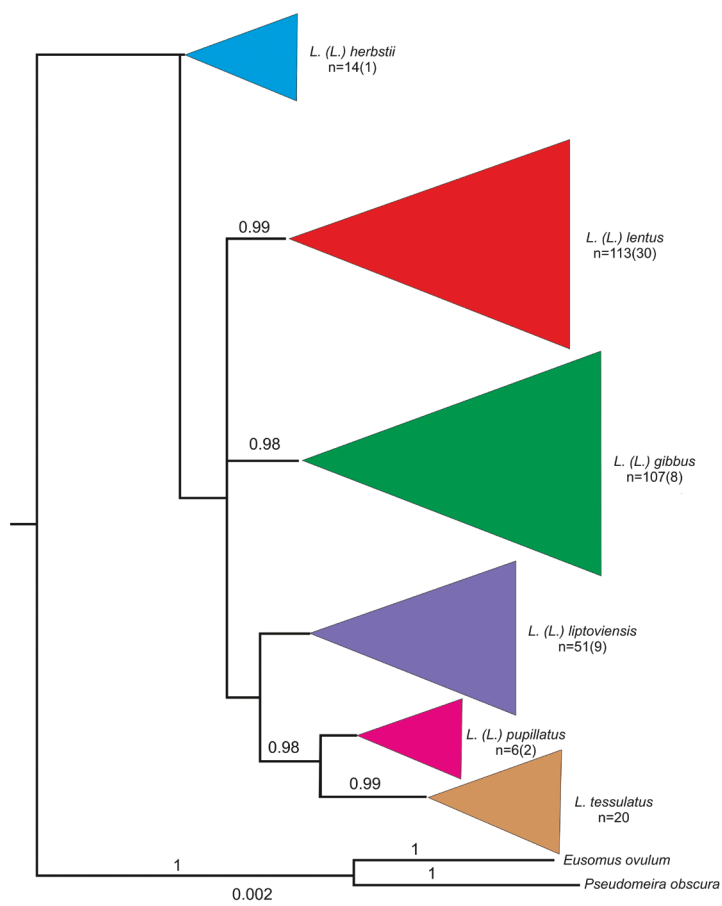 L. (L.) herbstii
n=14(1)
0.99
L. (L.) lentus
n=113(30)
0.98
L. (L.) gibbus
n=107(8)
L. (L.) liptoviensis
n=51(9)
L. (L.) pupillatus
n=6(2)
0.98
0.99
L. tessulatus
n=20
1
1
Eusomus ovulum
1
Pseudomeira obscura
0.002